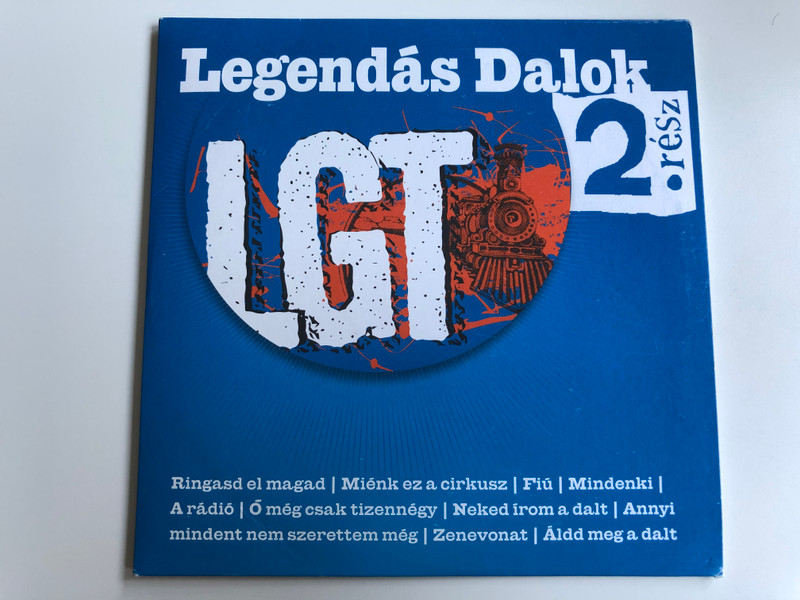 Legendás Dalok
2.rész
LGT
Ringasd el magad | Miénk ez a cirkusz | Fiú | Mindenki |
A rádió | Ő még csak tizennégy | Neked írom a dalt | Annyi
mindent nem szerettem még | Zenevonat | Áldd meg a dalt